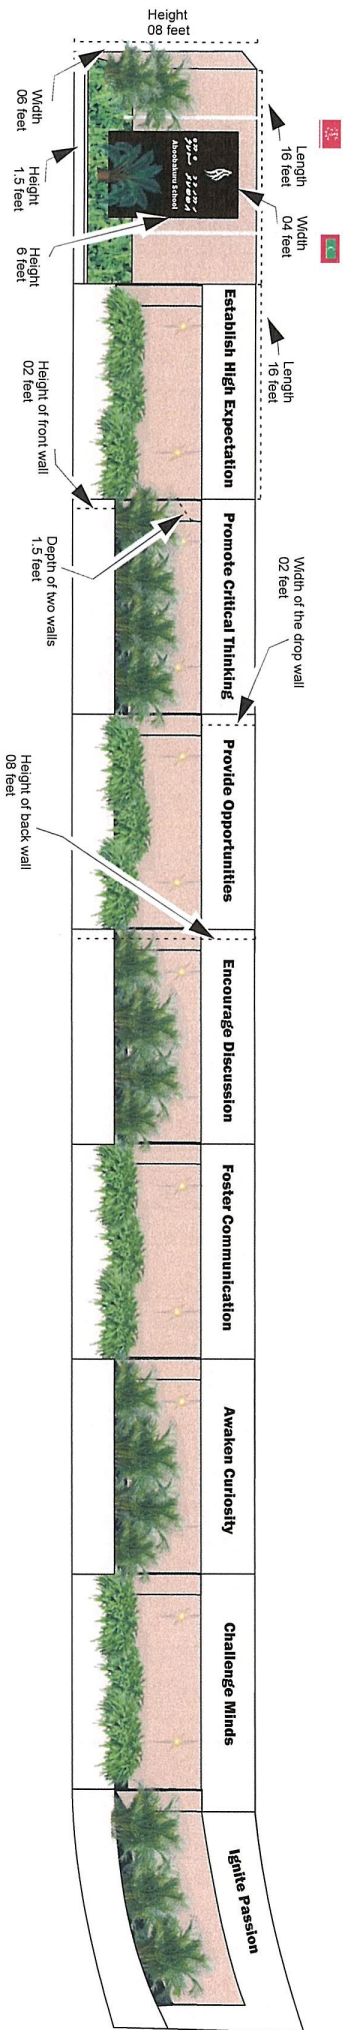 Height
08 feet
Length
16 feet
Width
04 feet
Length
16 feet
Width of the drop wall
02 feet
Aboobakuru School
Establish High Expectation
Promote Critical Thinking
Provide Opportunities
Encourage Discussion
Foster Communication
Awaken Curiosity
Challenge Minds
Ignite Passion
Width
06 feet
Height
1.5 feet
Height
6 feet
Height of front wall
02 feet
Depth of two walls
1.5 feet
Height of back wall
08 feet